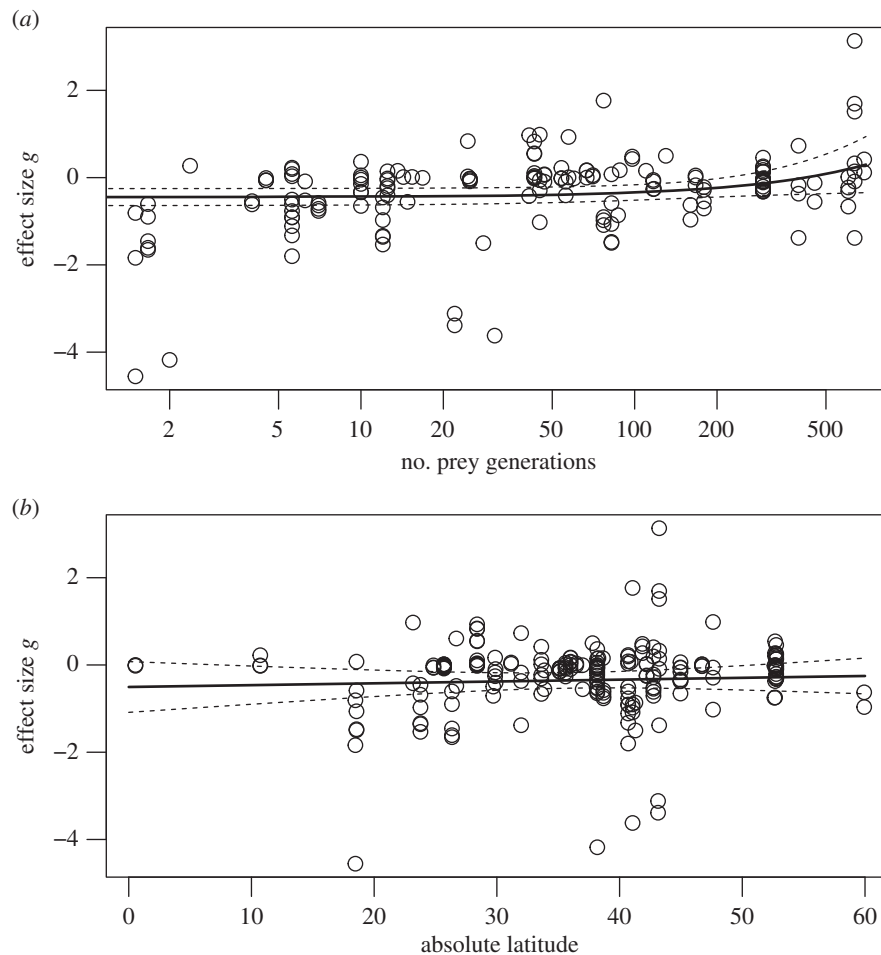 (a)
2
0
−2
−4
effect size g
2 5 10 20 50 100 200 500
no. prey generations
(b)
2
0
−2
−4
effect size g
0 10 20 30 40 50 60
absolute latitude